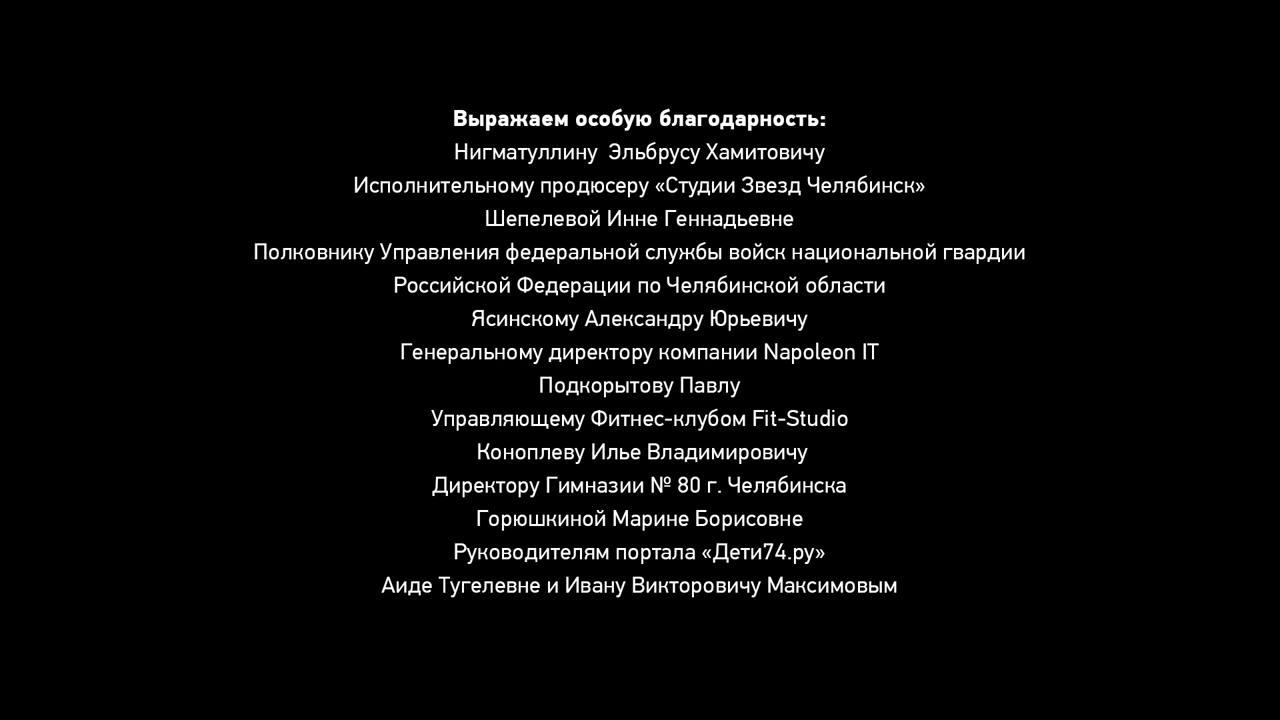 Выражаем особую благодарность:
Нигматуллину Эльбрусу Хамитовичу
Исполнительному продюсеру «Студии Звезд Челябинск»
Шепелевой Инне Геннадьевне
Полковнику Управления федеральной службы войск национальной гвардии
Российской Федерации по Челябинской области
Ясинскому Александру Юрьевичу
Генеральному директору компании Napoleon IT
Подкорытову Павлу
Управляющему Фитнес-клубом Fit-Studio
Коноплеву Илье Владимировичу
Директору Гимназии № 80 г. Челябинска
Горюшкиной Марине Борисовне
Руководителям портала «Дети74.ру»
Аиде Тугелевне и Ивану Викторовичу Максимовым